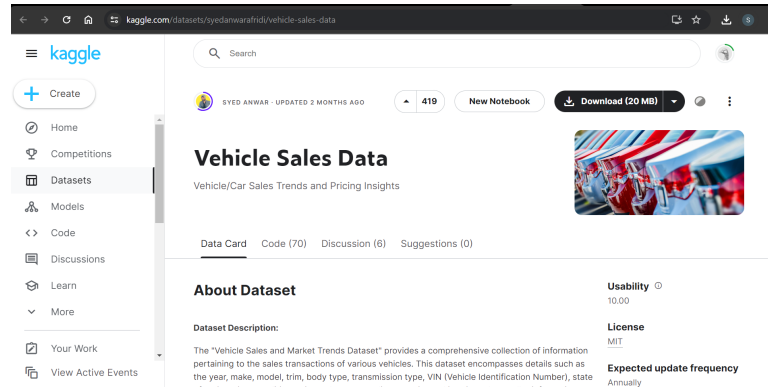 kaggle.com/datasets/syedanwarafridi/vehicle-sales-data
S
kaggle
Search
Create
SYED ANWAR · UPDATED 2 MONTHS AGO
419
New Notebook
Download (20 MB)
Home
Competitions
Datasets
Models
Code
Discussions
Learn
More
Your Work
View Active Events
Vehicle Sales Data
Vehicle/Car Sales Trends and Pricing Insights
Data Card Code (70) Discussion (6) Suggestions (0)
About Dataset
Dataset Description:
The "Vehicle Sales and Market Trends Dataset" provides a comprehensive collection of information
pertaining to the sales transactions of various vehicles. This dataset encompasses details such as
the year, make, model, trim, body type, transmission type, VIN (Vehicle Identification Number), state
Usability
10.00
License
MIT
Expected update frequency
Annually